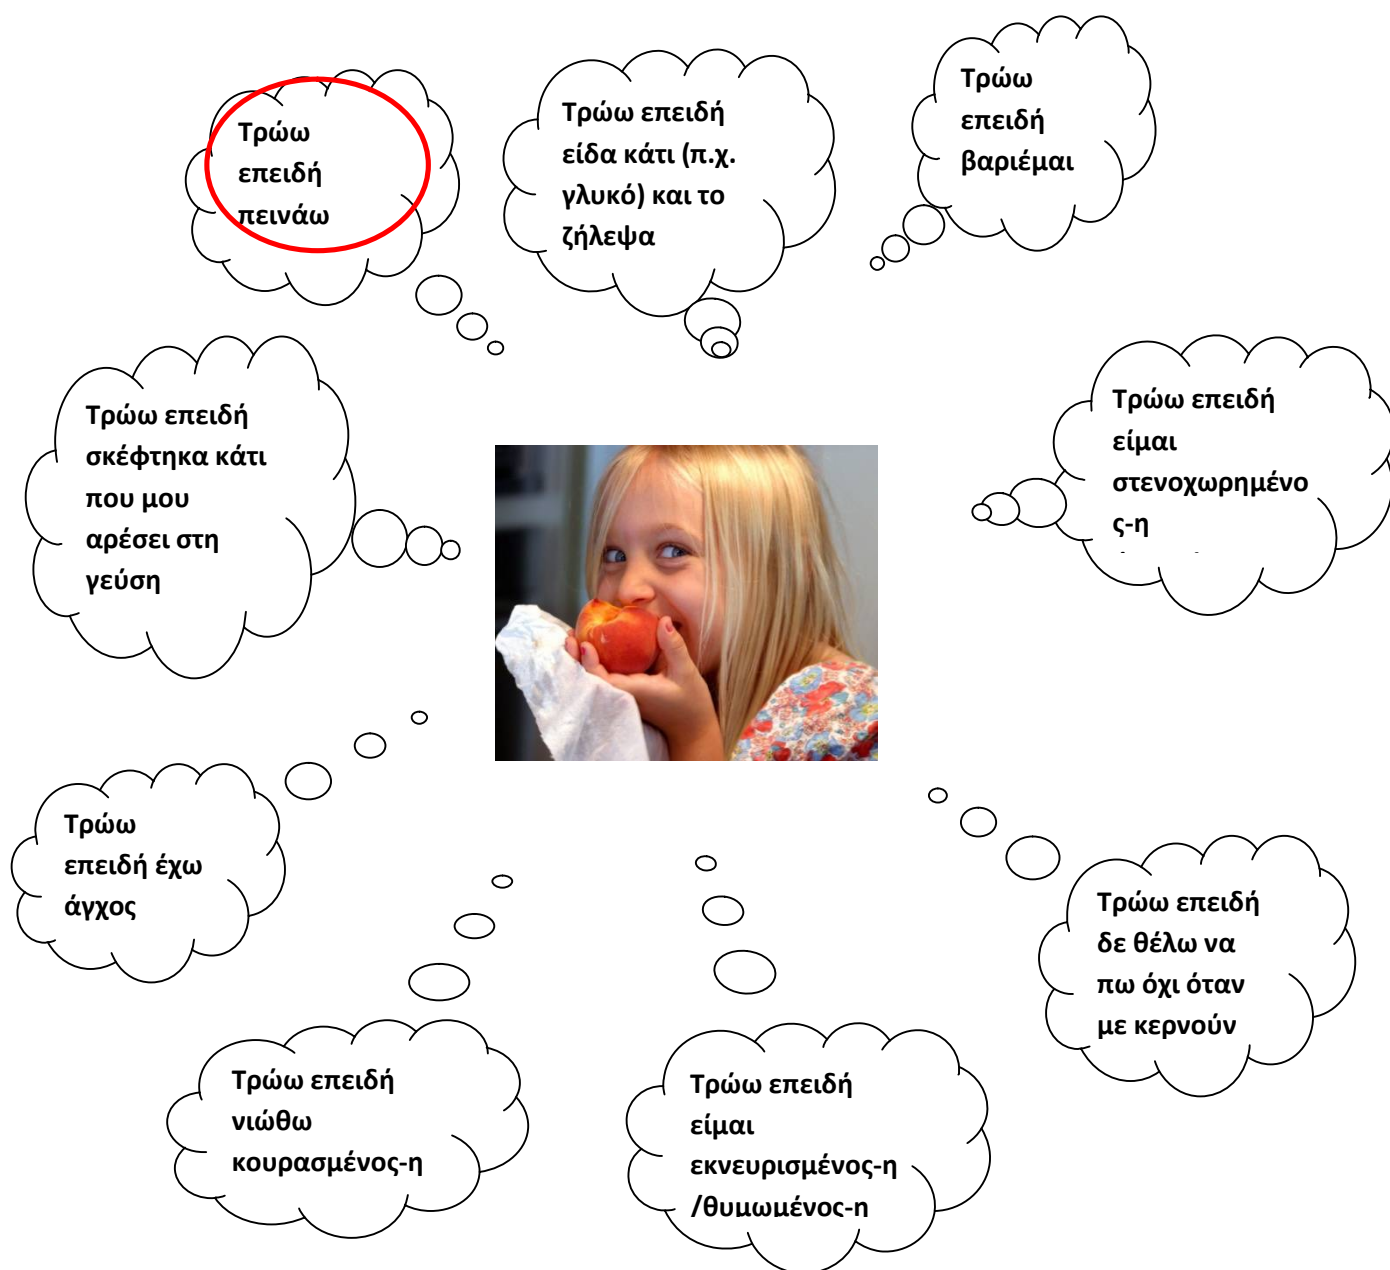 Τρώω
επειδή
πεινάω
Τρώω επειδή
είδα κάτι (π.χ.
γλυκό) και το
ζήλεψα
Τρώω
επειδή
βαριέμαι
Τρώω επειδή
σκέφτηκα κάτι
που μου
αρέσει στη
γεύση
Τρώω επειδή
είμαι
στενοχωρημένο
ς-η
Τρώω
επειδή έχω
άγχος
Τρώω επειδή
δε θέλω να
πω όχι όταν
με κερνούν
Τρώω επειδή
νιώθω
κουρασμένος-η
Τρώω επειδή
είμαι
εκνευρισμένος-η
/θυμωμένος-η